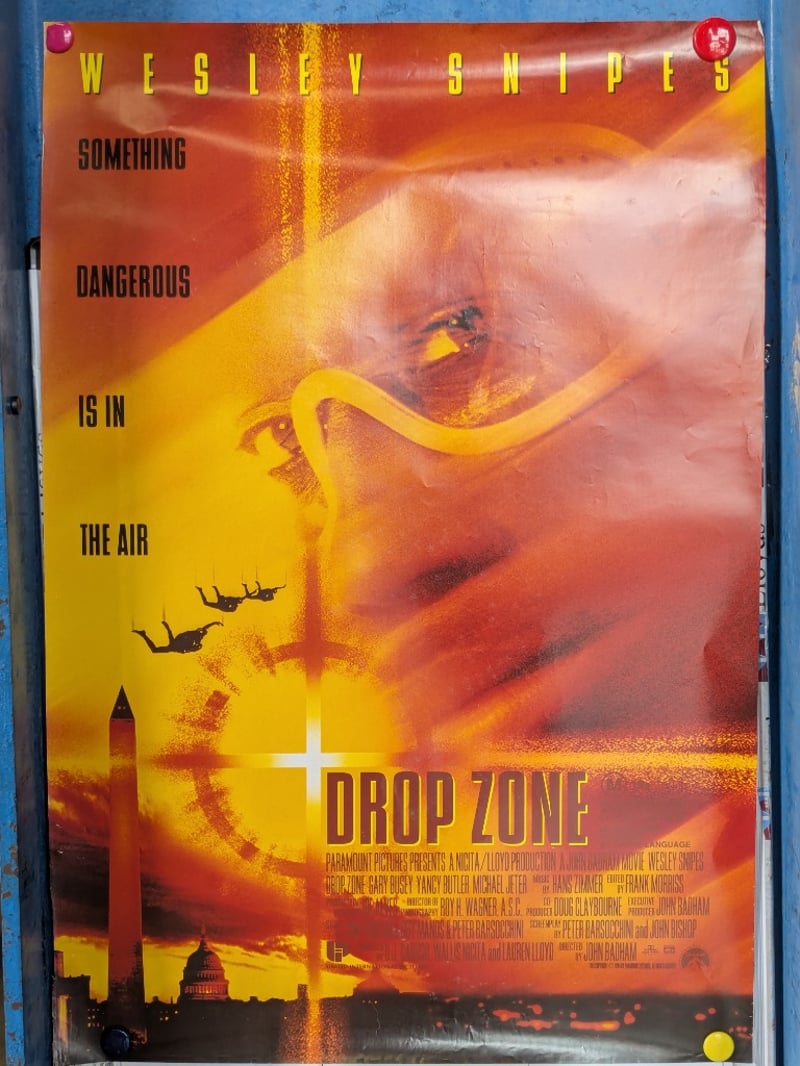 WESLEY SNIPES
SOMETHING
DANGEROUS
IS IN
THE AIR
DROP ZONE
LANGUAGE
PARAMOUNT PICTURES PRESENTS A NICITA/LLOYD PRODUCTION A JOHN BADHAM MOVIE WESLEY SNIPES
DROP ZONE GARY BUSEY YANCY BUTLER MICHAEL JETER MUSIC BY HANS ZIMMER EDITED BY FRANK MORRISS
DIRECTOR OF ROY H. WAGNER, A.S.C. CO PRODUCER DOUG CLAYBOURNE EXECUTIVE PRODUCER JOHN BADHAM
& PETER BARSOCCHINI SCREENPLAY BY PETER BARSOCCHINI and JOHN BISHOP
WALLIS NICITA and LAUREN LLOYD DIRECTED BY JOHN BADHAM